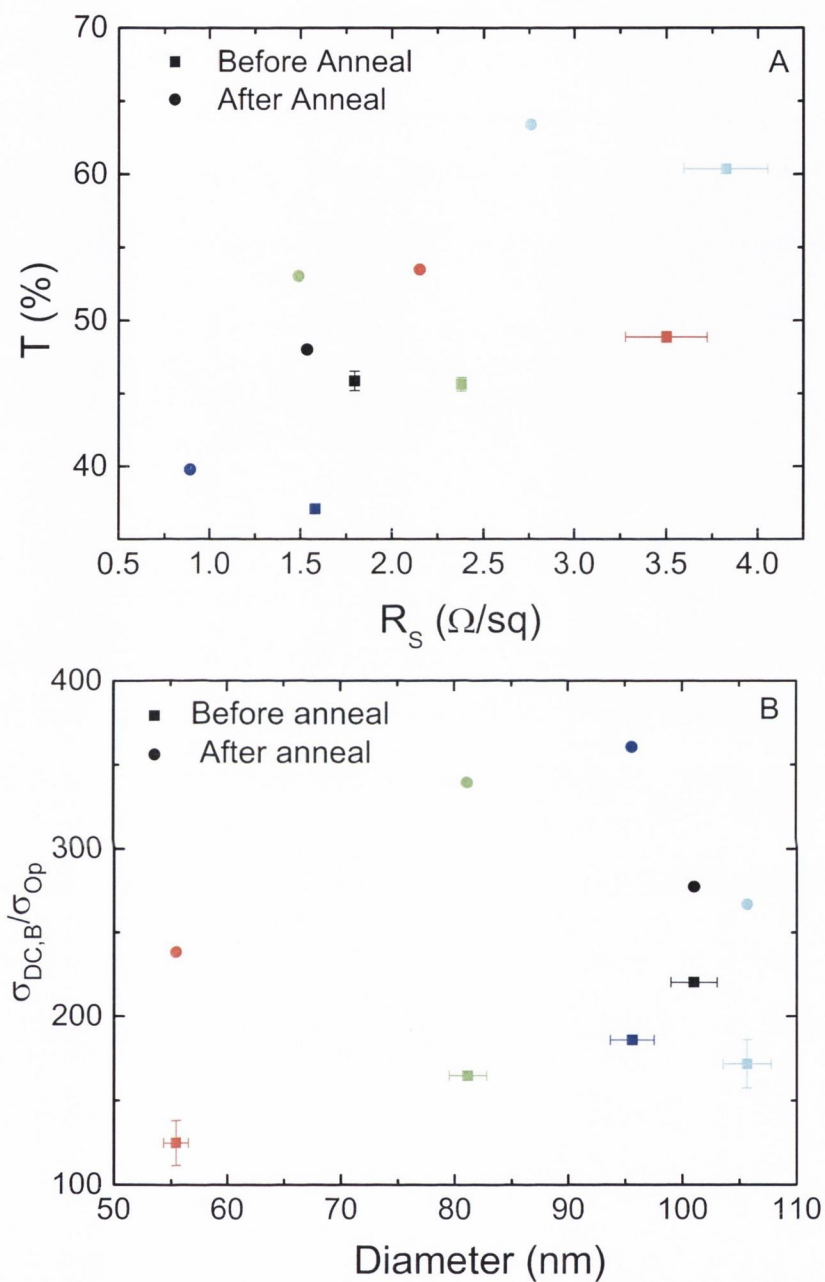 70
60
50
40
T (%)
Before Anneal
After Anneal
A
0.5 1.0 1.5 2.0 2.5 3.0 3.5 4.0
R_S (Ω/sq)
400
300
200
100
σ_DC,B/σ_Op
Before anneal
After anneal
B
50 60 70 80 90 100 110
Diameter (nm)